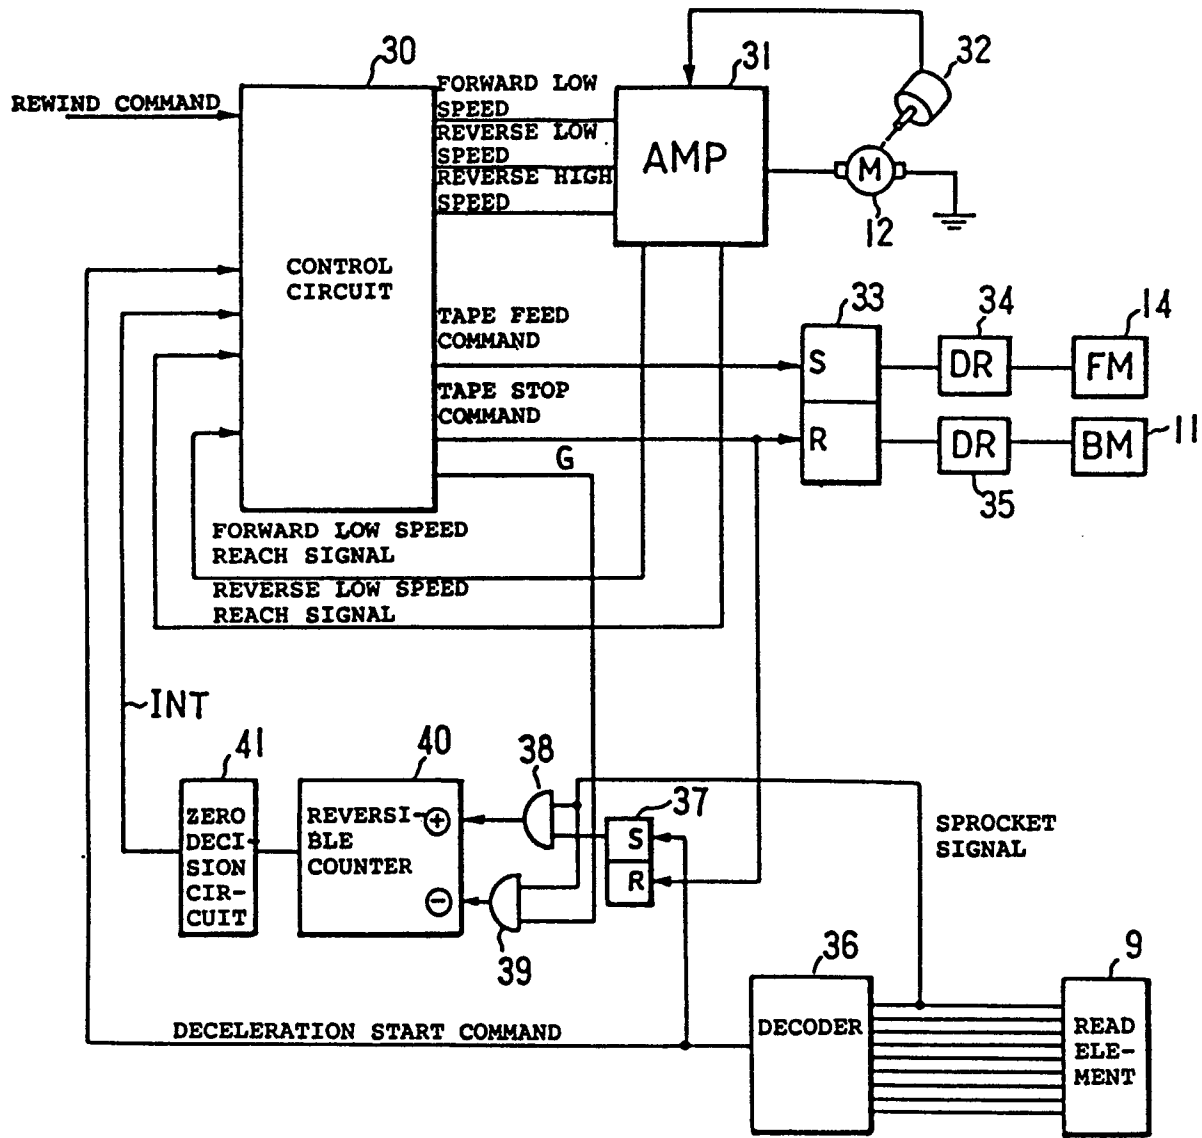 30
31
32
FORWARD LOW
SPEED
REWIND COMMAND
REVERSE LOW
SPEED
REVERSE HIGH
SPEED
AMP
M
12
CONTROL
CIRCUIT
33
34
14
TAPE FEED
COMMAND
S
DR
FM
TAPE STOP
COMMAND
R
DR
BM
11
G
35
FORWARD LOW SPEED
REACH SIGNAL
REVERSE LOW SPEED
REACH SIGNAL
INT
41
40
38
37
ZERO
DECI-
SION
CIR-
CUIT
REVERSI-
BLE
COUNTER
+
−
S
R
39
SPROCKET
SIGNAL
36
9
DECODER
READ
ELE-
MENT
DECELERATION START COMMAND